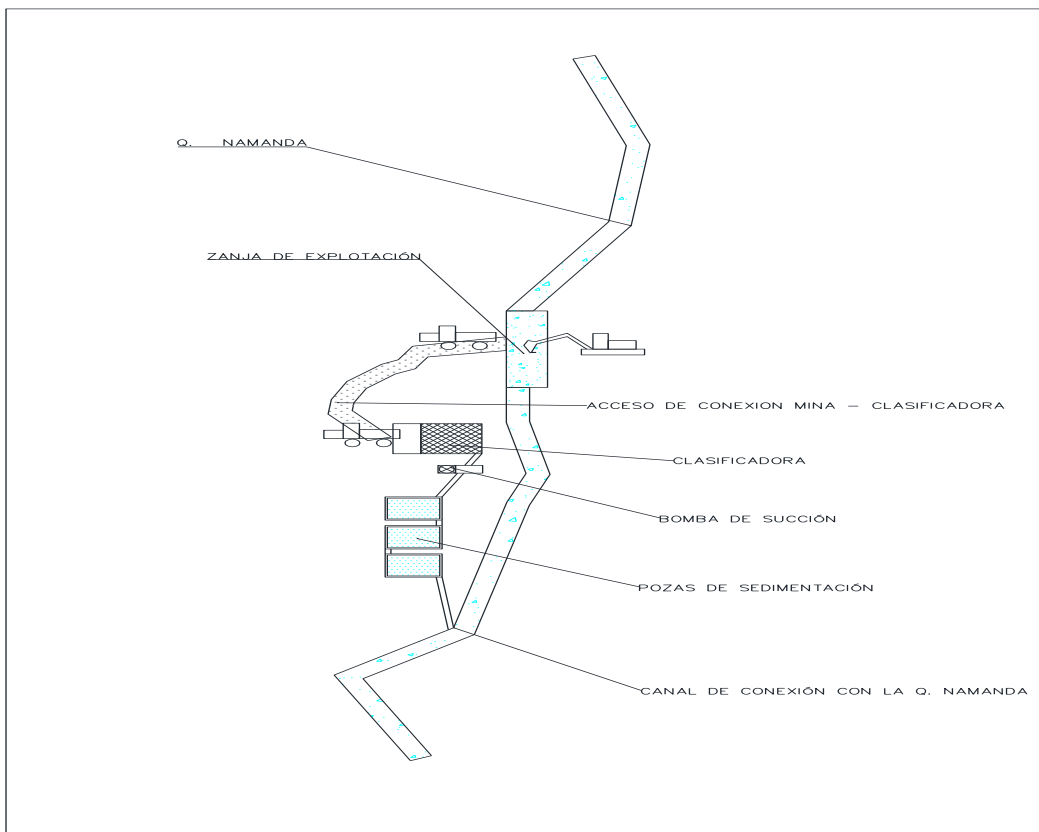 Q. NAMANDA
ZANJA DE EXPLOTACIÓN
ACCESO DE CONEXION MINA – CLASIFICADORA
CLASIFICADORA
BOMBA DE SUCCIÓN
POZAS DE SEDIMENTACIÓN
CANAL DE CONEXIÓN CON LA Q. NAMANDA